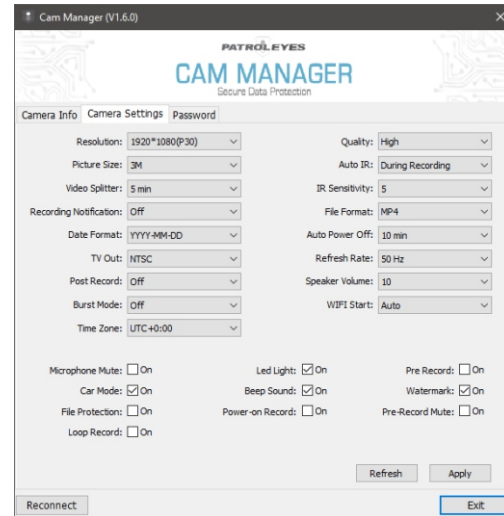 Cam Manager (V1.6.0)
PATROLEYES
CAM MANAGER
Secure Data Protection
Camera Info Camera Settings Password
Resolution: 1920*1080(P30) Quality: High
Picture Size: 3M Auto IR: During Recording
Video Splitter: 5 min IR Sensitivity: 5
Recording Notification: Off File Format: MP4
Date Format: YYYY-MM-DD Auto Power Off: 10 min
TV Out: NTSC Refresh Rate: 50 Hz
Post Record: Off Speaker Volume: 10
Burst Mode: Off WIFI Start: Auto
Time Zone: UTC+0:00
Microphone Mute: On Led Light: On Pre Record: On
Car Mode: On Beep Sound: On Watermark: On
File Protection: On Power-on Record: On Pre-Record Mute: On
Loop Record: On
Refresh Apply
Reconnect Exit